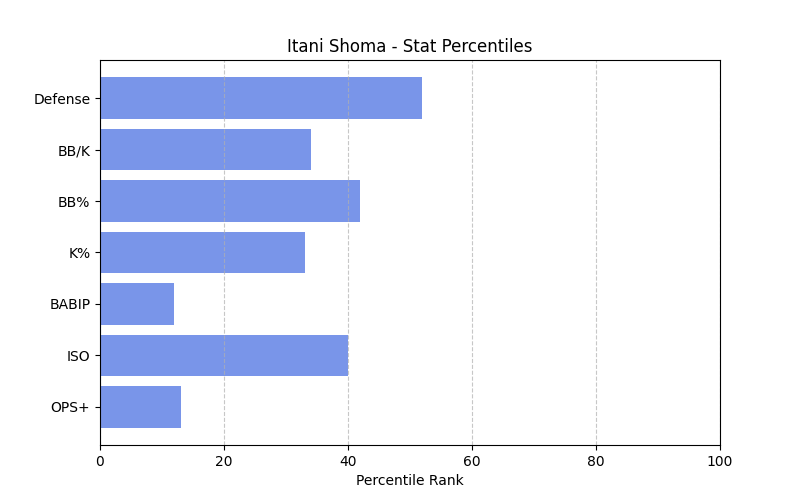 Itani Shoma - Stat Percentiles
Defense
BB/K
BB%
K%
BABIP
ISO
OPS+
0 20 40 60 80 100
Percentile Rank